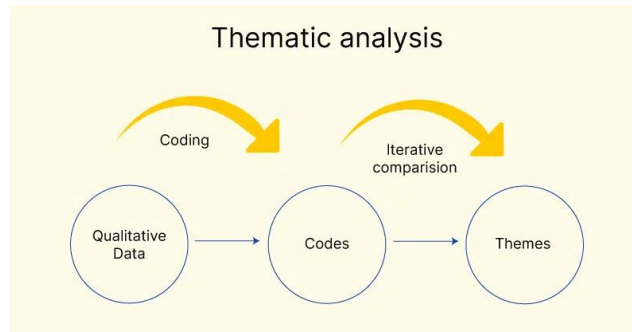 Thematic analysis
Coding
Iterative
comparision
Qualitative
Data
Codes
Themes